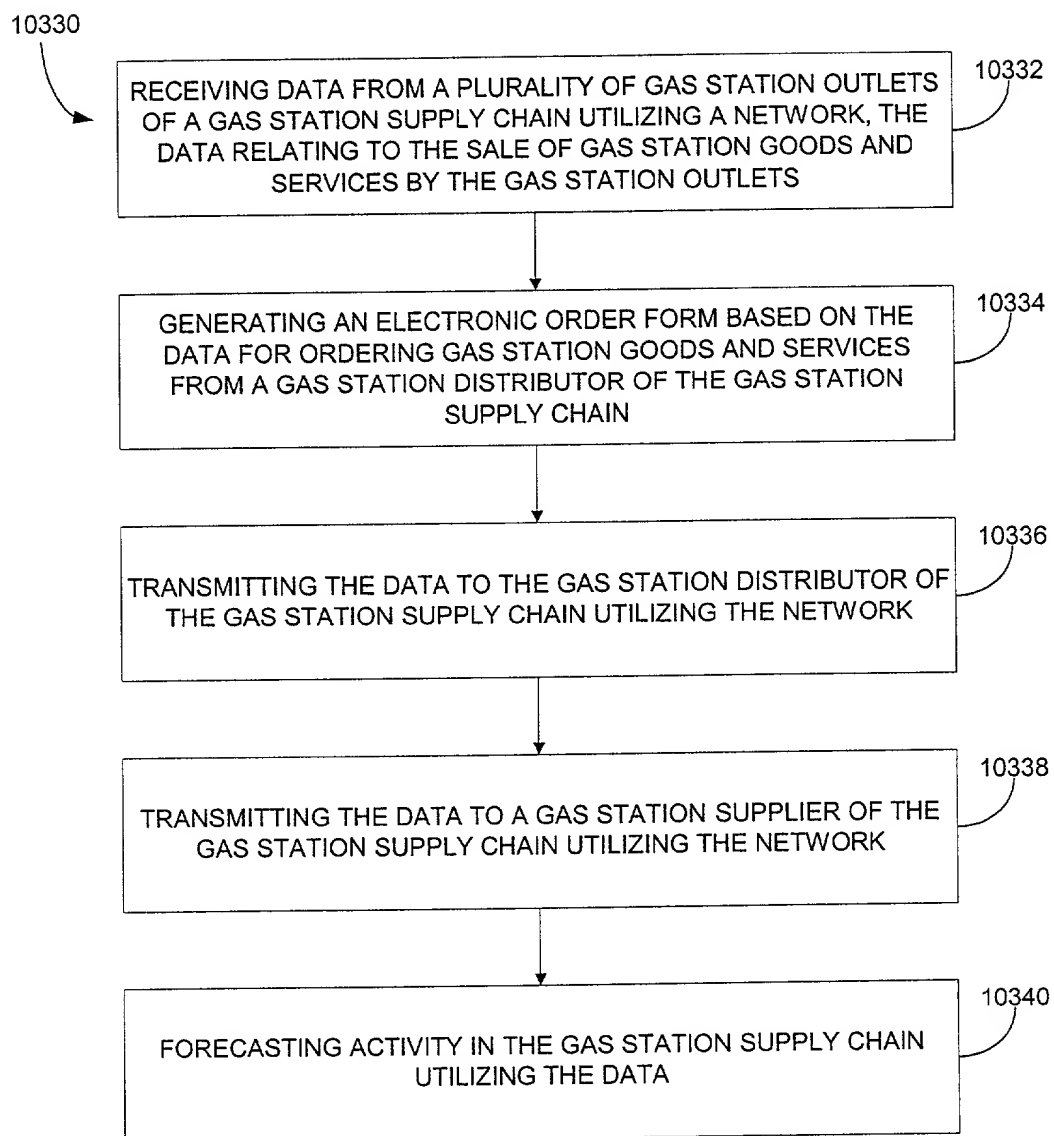 10330
10332
RECEIVING DATA FROM A PLURALITY OF GAS STATION OUTLETS
OF A GAS STATION SUPPLY CHAIN UTILIZING A NETWORK, THE
DATA RELATING TO THE SALE OF GAS STATION GOODS AND
SERVICES BY THE GAS STATION OUTLETS
10334
GENERATING AN ELECTRONIC ORDER FORM BASED ON THE
DATA FOR ORDERING GAS STATION GOODS AND SERVICES
FROM A GAS STATION DISTRIBUTOR OF THE GAS STATION
SUPPLY CHAIN
10336
TRANSMITTING THE DATA TO THE GAS STATION DISTRIBUTOR OF
THE GAS STATION SUPPLY CHAIN UTILIZING THE NETWORK
10338
TRANSMITTING THE DATA TO A GAS STATION SUPPLIER OF THE
GAS STATION SUPPLY CHAIN UTILIZING THE NETWORK
10340
FORECASTING ACTIVITY IN THE GAS STATION SUPPLY CHAIN
UTILIZING THE DATA